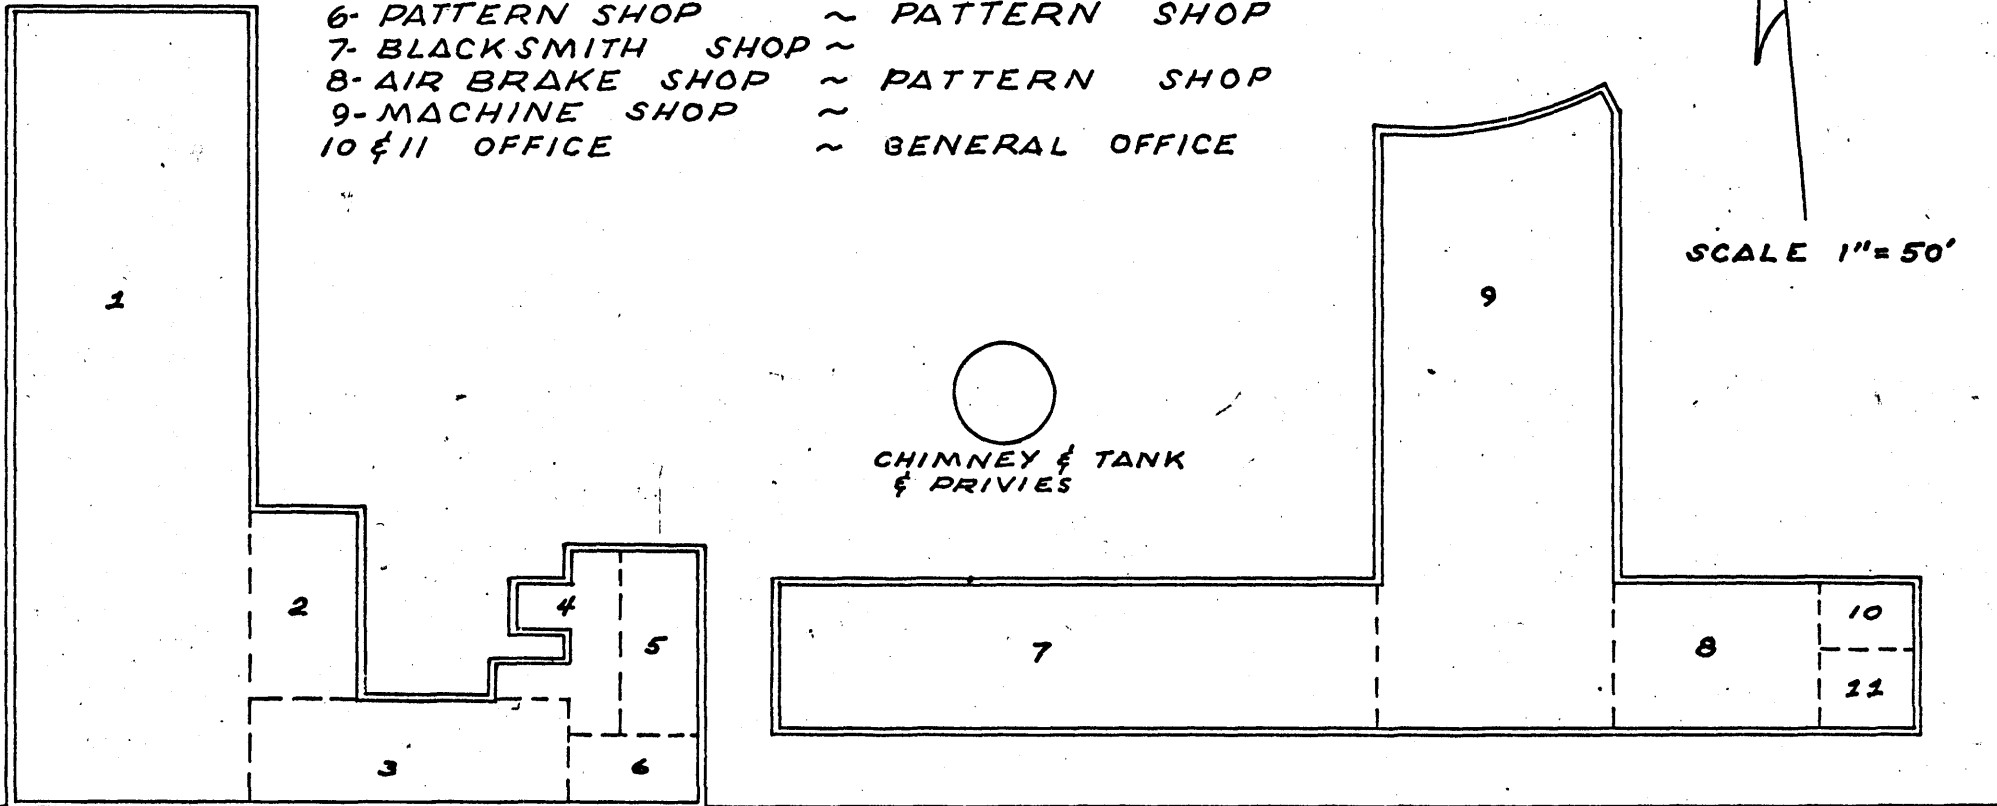 6- PATTERN SHOP ~ PATTERN SHOP
7- BLACKSMITH SHOP ~
8- AIR BRAKE SHOP ~ PATTERN SHOP
9- MACHINE SHOP ~
10 & 11 OFFICE ~ GENERAL OFFICE
SCALE 1"= 50'
1
9
CHIMNEY & TANK
& PRIVIES
2
4
5
7
8
10
11
3
6